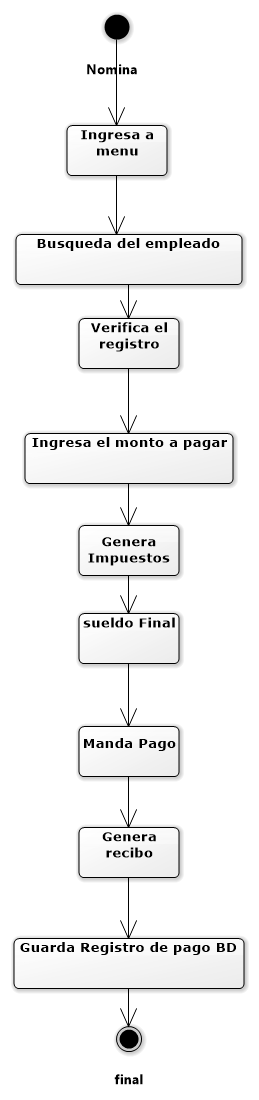 Nomina
Ingresa a
menu
Busqueda del empleado
Verifica el
registro
Ingresa el monto a pagar
Genera
Impuestos
sueldo Final
Manda Pago
Genera
recibo
Guarda Registro de pago BD
final